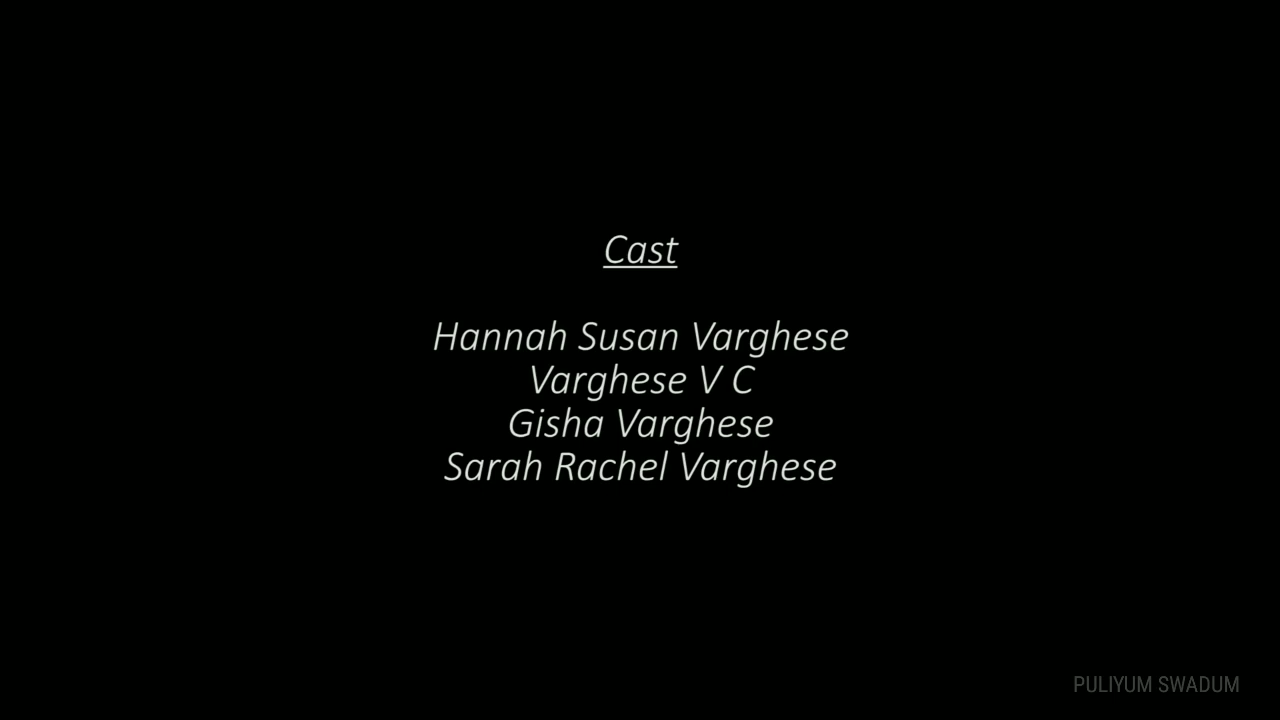 Cast
Hannah Susan Varghese
Varghese V C
Gisha Varghese
Sarah Rachel Varghese
PULIYUM SWADUM